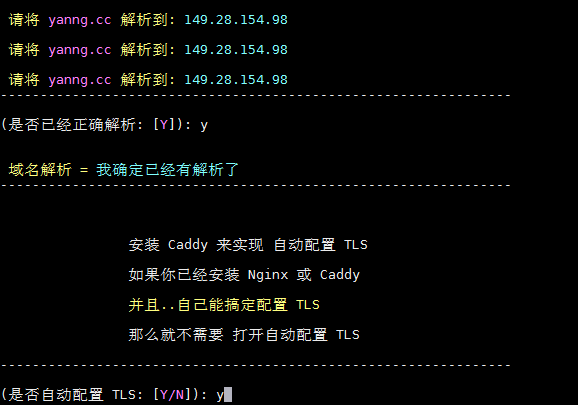 请将 yanng.cc 解析到: 149.28.154.98
请将 yanng.cc 解析到: 149.28.154.98
请将 yanng.cc 解析到: 149.28.154.98
----------------------------------------------------------------
(是否已经正确解析: [Y]): y
域名解析 = 我确定已经有解析了
----------------------------------------------------------------
安装 Caddy 来实现 自动配置 TLS
如果你已经安装 Nginx 或 Caddy
并且..自己能搞定配置 TLS
那么就不需要 打开自动配置 TLS
----------------------------------------------------------------
(是否自动配置 TLS: [Y/N]): y